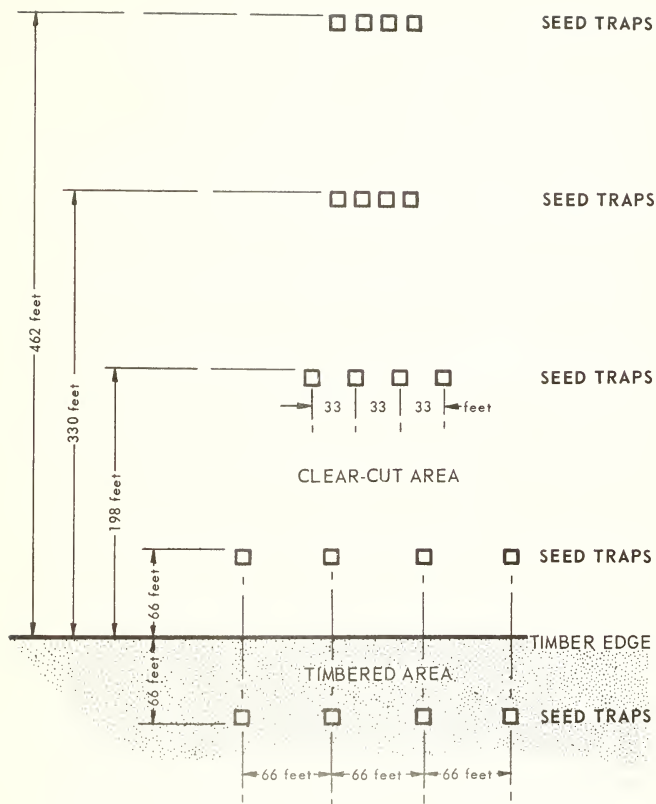 SEED TRAPS
SEED TRAPS
462 feet
330 feet
SEED TRAPS
33 33 33 feet
198 feet
CLEAR-CUT AREA
SEED TRAPS
66 feet
TIMBER EDGE
66 feet
TIMBERED AREA
SEED TRAPS
66 feet 66 feet 66 feet